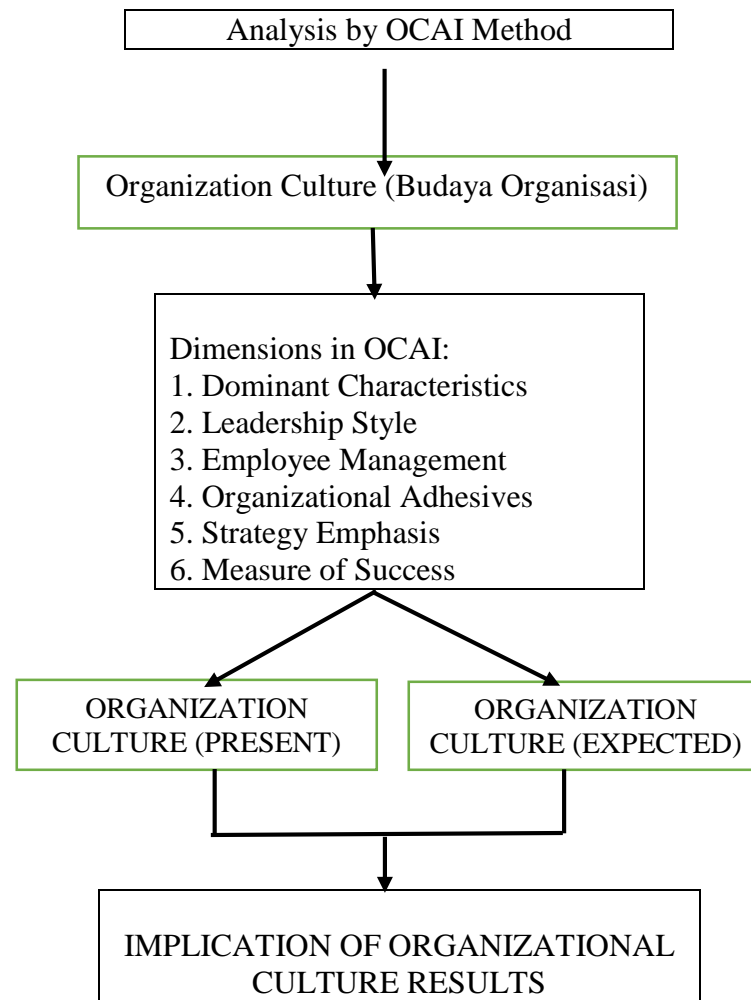 Analysis by OCAI Method
Organization Culture (Budaya Organisasi)
Dimensions in OCAI:
1. Dominant Characteristics
2. Leadership Style
3. Employee Management
4. Organizational Adhesives
5. Strategy Emphasis
6. Measure of Success
ORGANIZATION
CULTURE (PRESENT)
ORGANIZATION
CULTURE (EXPECTED)
IMPLICATION OF ORGANIZATIONAL
CULTURE RESULTS